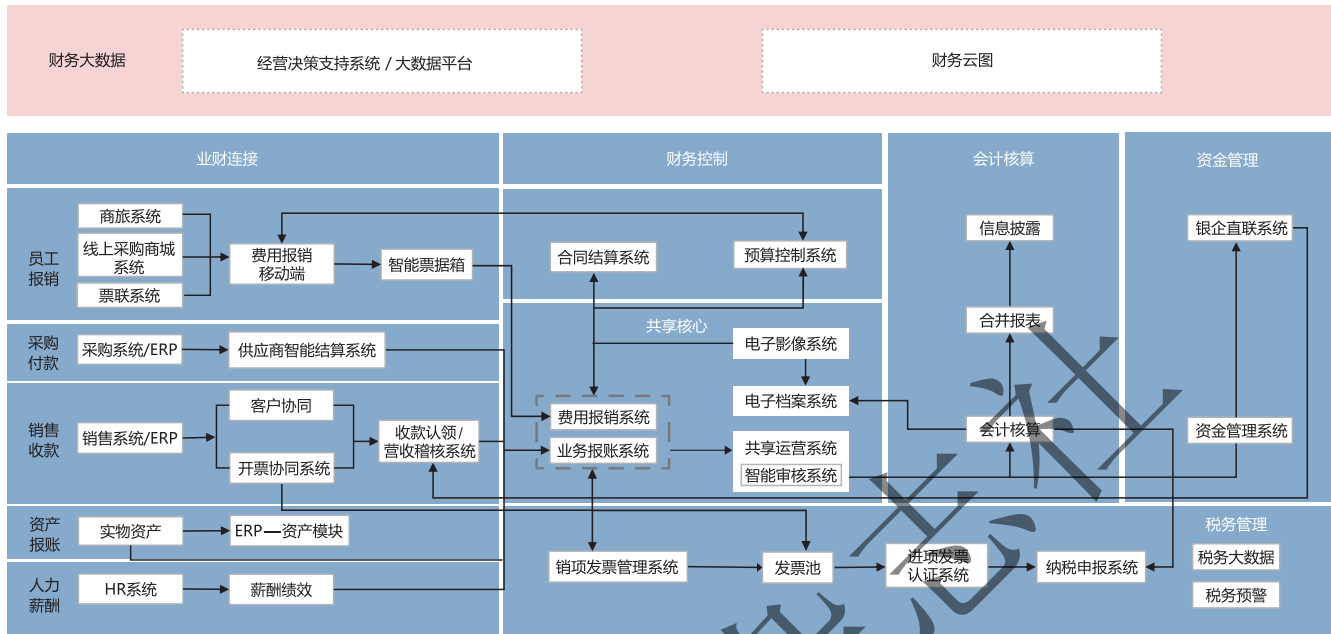 财务大数据
经营决策支持系统 / 大数据平台
财务云图
业财连接
财务控制
会计核算
资金管理
员工
报销
商旅系统
线上采购商城
系统
票联系统
费用报销
移动端
智能票据箱
合同结算系统
预算控制系统
信息披露
银企直联系统
采购
付款
采购系统/ERP
供应商智能结算系统
共享核心
电子影像系统
合并报表
销售
收款
销售系统/ERP
客户协同
开票协同系统
收款认领/
营收稽核系统
费用报销系统
业务报账系统
电子档案系统
共享运营系统
智能审核系统
会计核算
资金管理系统
资产
报账
实物资产
ERP—资产模块
人力
薪酬
HR系统
薪酬绩效
销项发票管理系统
发票池
进项发票
认证系统
纳税申报系统
税务管理
税务大数据
税务预警